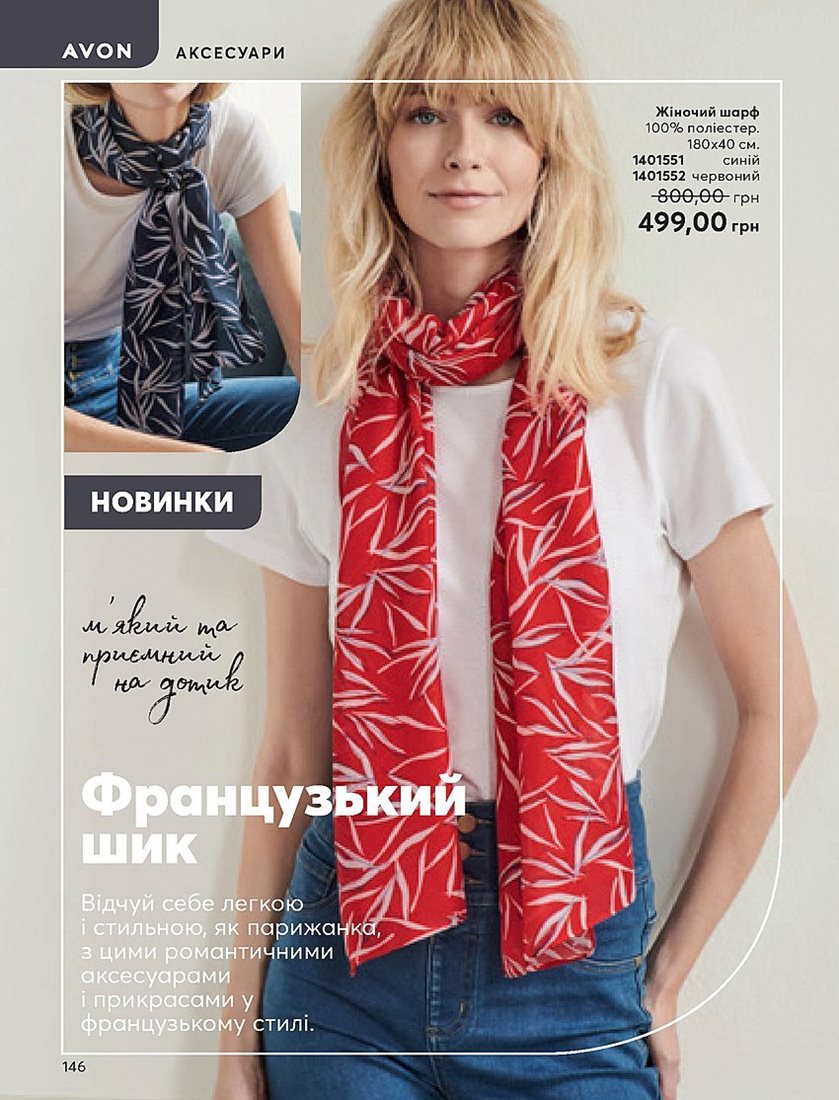 AVON АКСЕСУАРИ
Жіночий шарф
100% поліестер.
180х40 см.
1401551 синій
1401552 червоний
800,00 грн
499,00 грн
НОВИНКИ
м'який та
приємний
на дотик
Французький
шик
Відчуй себе легкою
і стильною, як парижанка,
з цими романтичними
аксесуарами
і прикрасами у
французькому стилі.
146